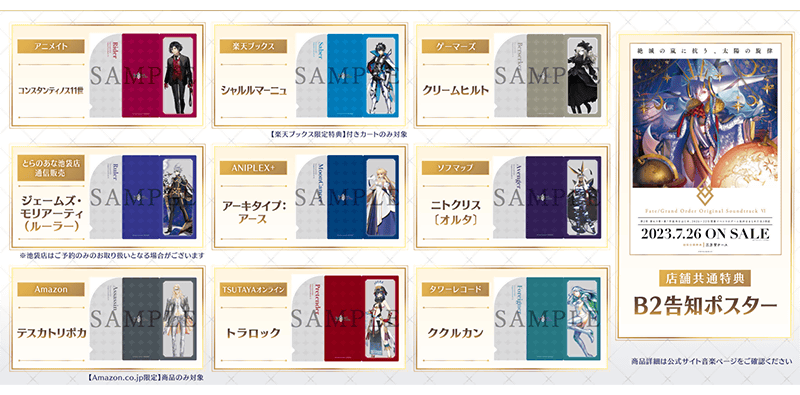 アニメイト
コンスタンティノス11世
Rider
SAMPLE
楽天ブックス
シャルルマーニュ
Saber
SAMPLE
【楽天ブックス限定特典】付きカートのみ対象
ゲーマーズ
クリームヒルト
Berserker
SAMPLE
とらのあな池袋店
通信販売
ジェームズ・
モリアーティ
(ルーラー)
Ruler
SAMPLE
※池袋店はご予約のみのお取り扱いとなる場合がございます
ANIPLEX+
アーキタイプ:
アース
MoonCancer
SAMPLE
ソフマップ
ニトクリス
〔オルタ〕
Avenger
SAMPLE
Amazon
テスカトリポカ
Assassin
SAMPLE
【Amazon.co.jp限定】商品のみ対象
TSUTAYAオンライン
トラロック
Pretender
SAMPLE
タワーレコード
ククルカン
Foreigner
SAMPLE
絶城の嵐に抗う、太陽の旋律
Fate/Grand Order Original Soundtrack Ⅵ
2023.7.26 ON SALE
店舗共通特典
B2告知ポスター
商品詳細は公式サイト音楽ページをご確認ください